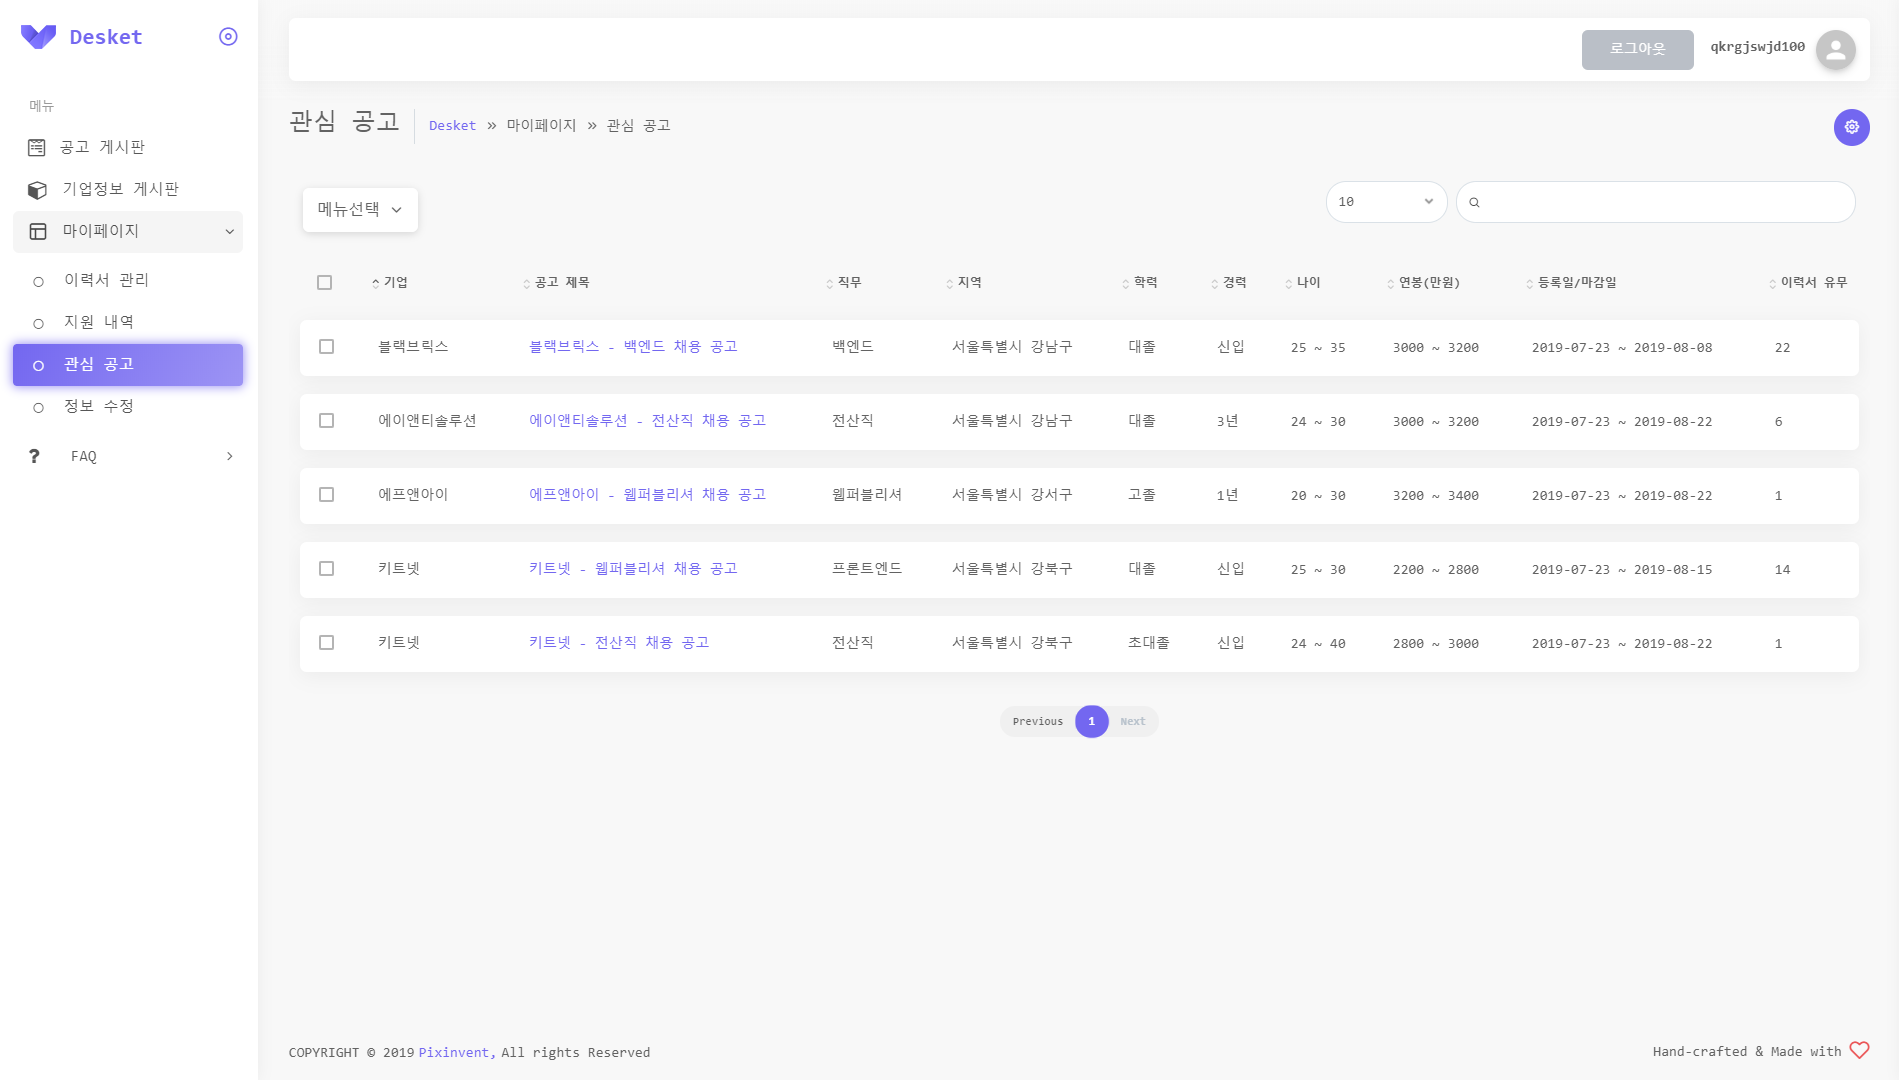 Desket
메뉴
공고 게시판
기업정보 게시판
마이페이지
이력서 관리
지원 내역
관심 공고
정보 수정
? FAQ
로그아웃 qkrgjswjd100
관심 공고 Desket » 마이페이지 » 관심 공고
메뉴선택 10
기업 공고 제목 직무 지역 학력 경력 나이 연봉(만원) 등록일/마감일 이력서 유무
블랙브릭스 블랙브릭스 - 백엔드 채용 공고 백엔드 서울특별시 강남구 대졸 신입 25 ~ 35 3000 ~ 3200 2019-07-23 ~ 2019-08-08 22
에이앤티솔루션 에이앤티솔루션 - 전산직 채용 공고 전산직 서울특별시 강남구 대졸 3년 24 ~ 30 3000 ~ 3200 2019-07-23 ~ 2019-08-22 6
에프앤아이 에프앤아이 - 웹퍼블리셔 채용 공고 웹퍼블리셔 서울특별시 강서구 고졸 1년 20 ~ 30 3200 ~ 3400 2019-07-23 ~ 2019-08-22 1
키트넷 키트넷 - 웹퍼블리셔 채용 공고 프론트엔드 서울특별시 강북구 대졸 신입 25 ~ 30 2200 ~ 2800 2019-07-23 ~ 2019-08-15 14
키트넷 키트넷 - 전산직 채용 공고 전산직 서울특별시 강북구 초대졸 신입 24 ~ 40 2800 ~ 3000 2019-07-23 ~ 2019-08-22 1
Previous 1 Next
COPYRIGHT © 2019 Pixinvent, All rights Reserved
Hand-crafted & Made with